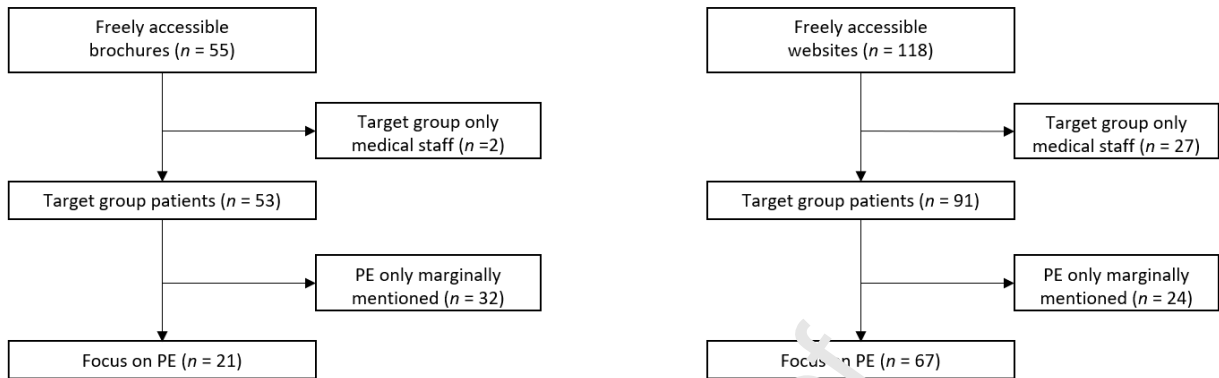 Freely accessible
brochures (n = 55)
Target group only
medical staff (n =2)
Target group patients (n = 53)
PE only marginally
mentioned (n = 32)
Focus on PE (n = 21)
Freely accessible
websites (n = 118)
Target group only
medical staff (n = 27)
Target group patients (n = 91)
PE only marginally
mentioned (n = 24)
Focus on PE (n = 67)